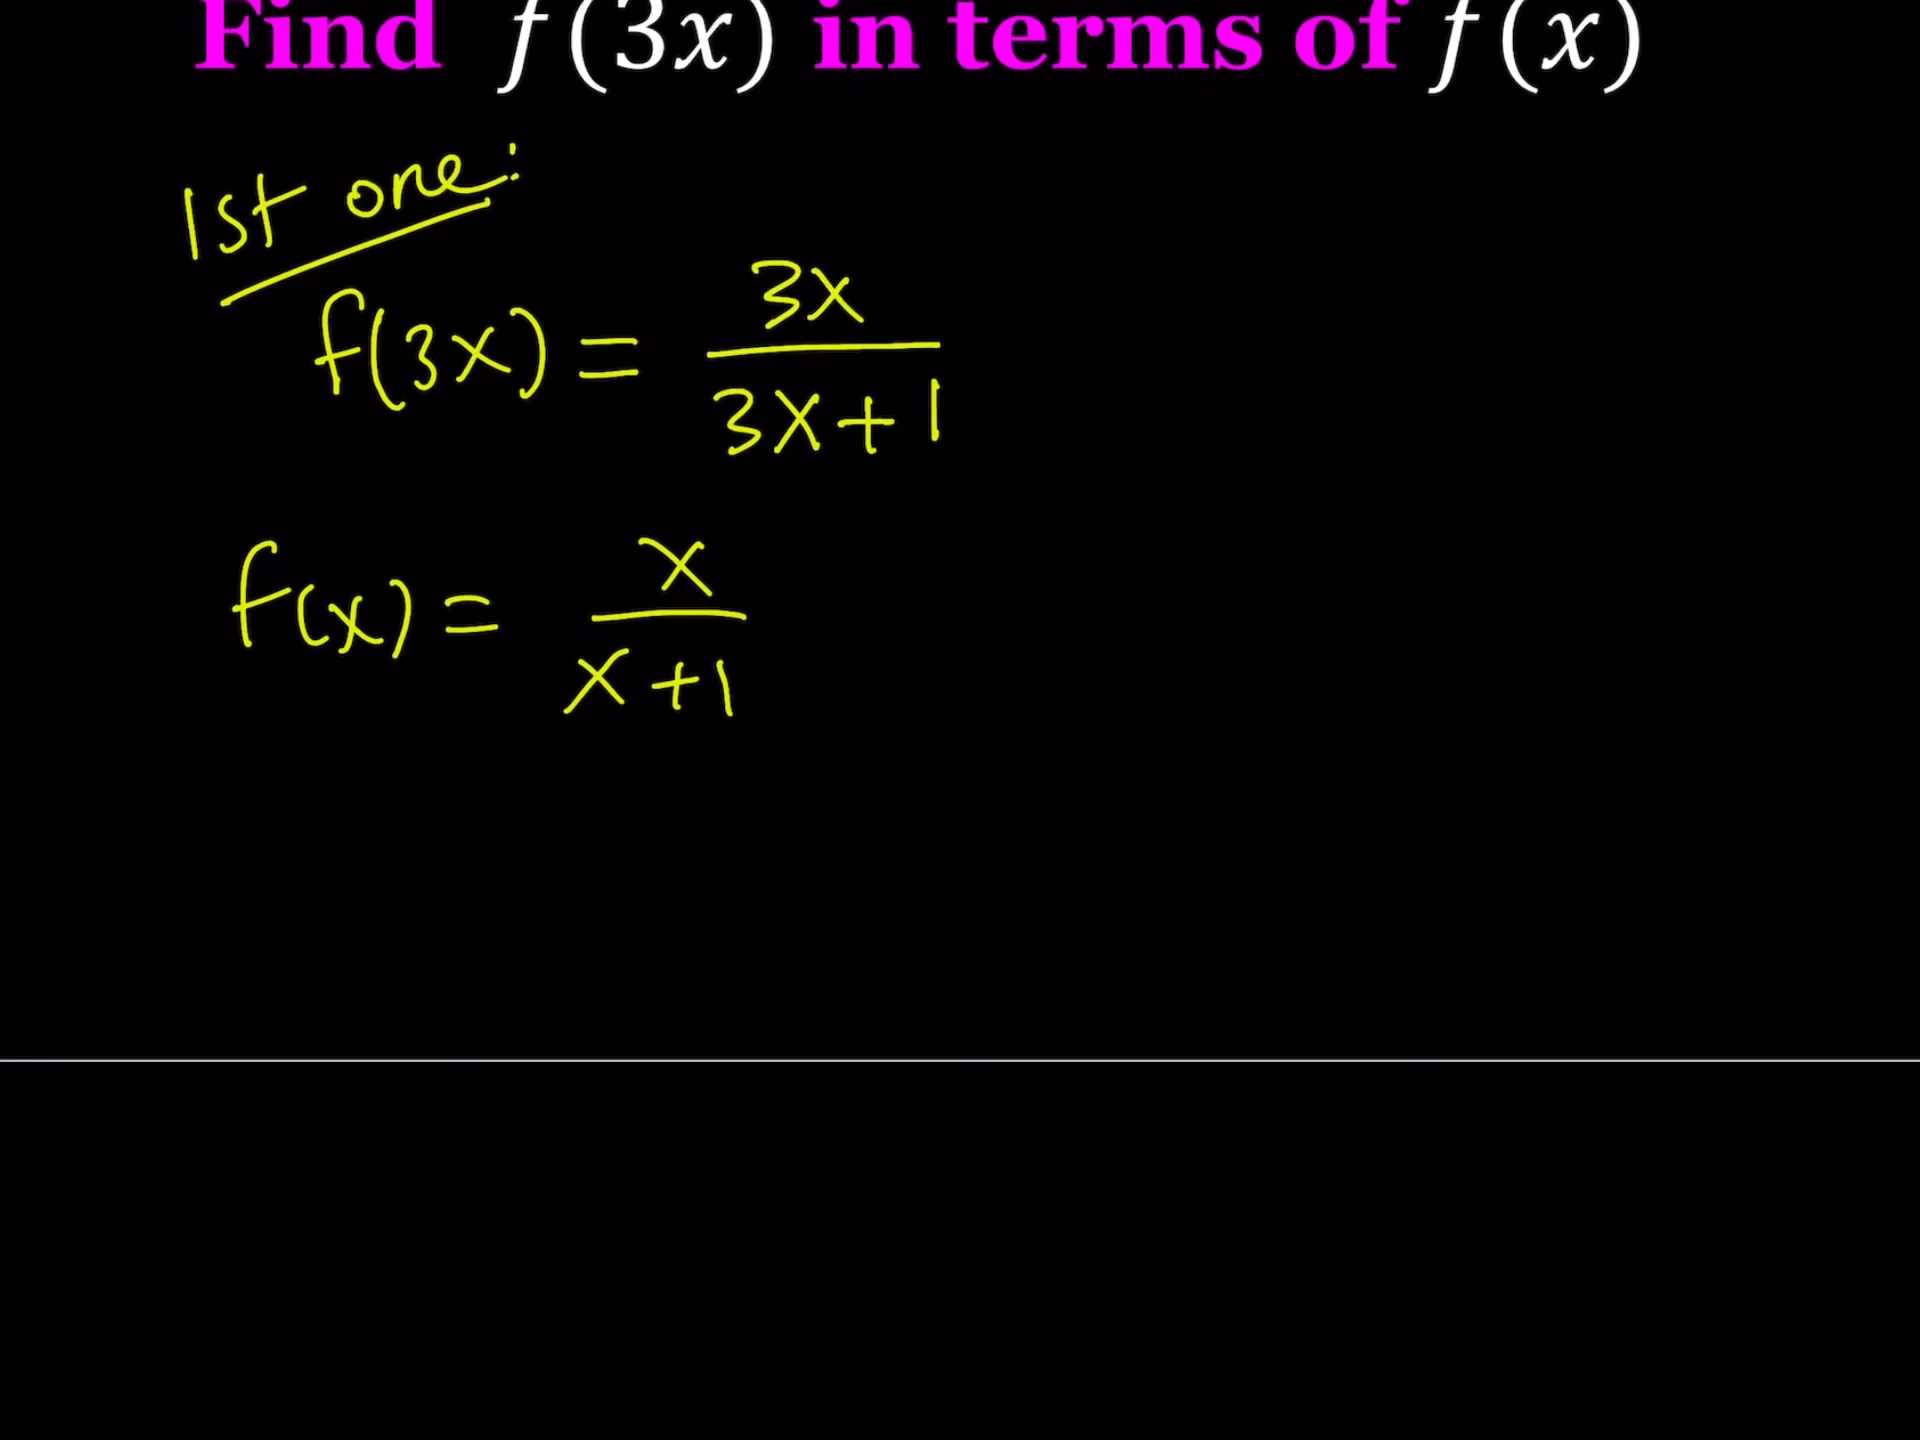 Find f(3x) in terms of f(x)
1st one:
f(3x) = 3x / 3x+1
f(x) = x / x+1